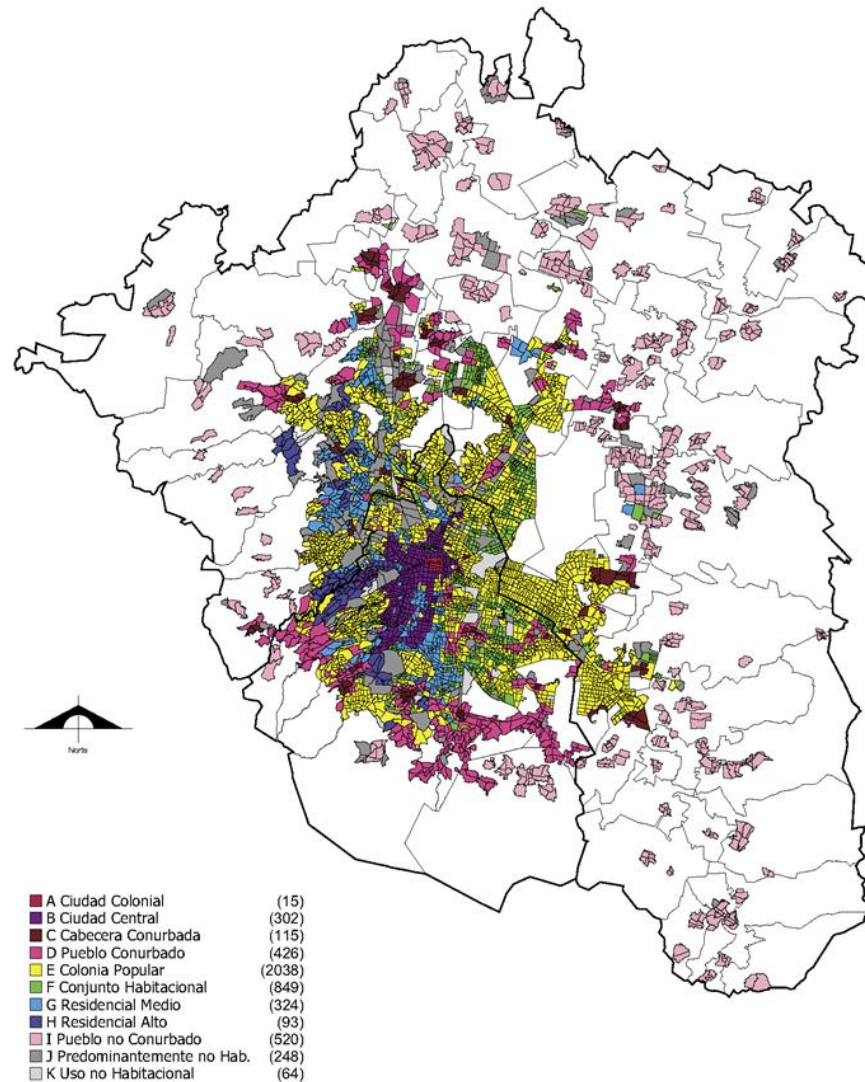 Norte
A Ciudad Colonial (15)
B Ciudad Central (302)
C Cabecera Conurbada (115)
D Pueblo Conurbado (426)
E Colonia Popular (2038)
F Conjunto Habitacional (849)
G Residencial Medio (324)
H Residencial Alto (93)
I Pueblo no Conurbado (520)
J Predominantemente no Hab. (248)
K Uso no Habitacional (64)